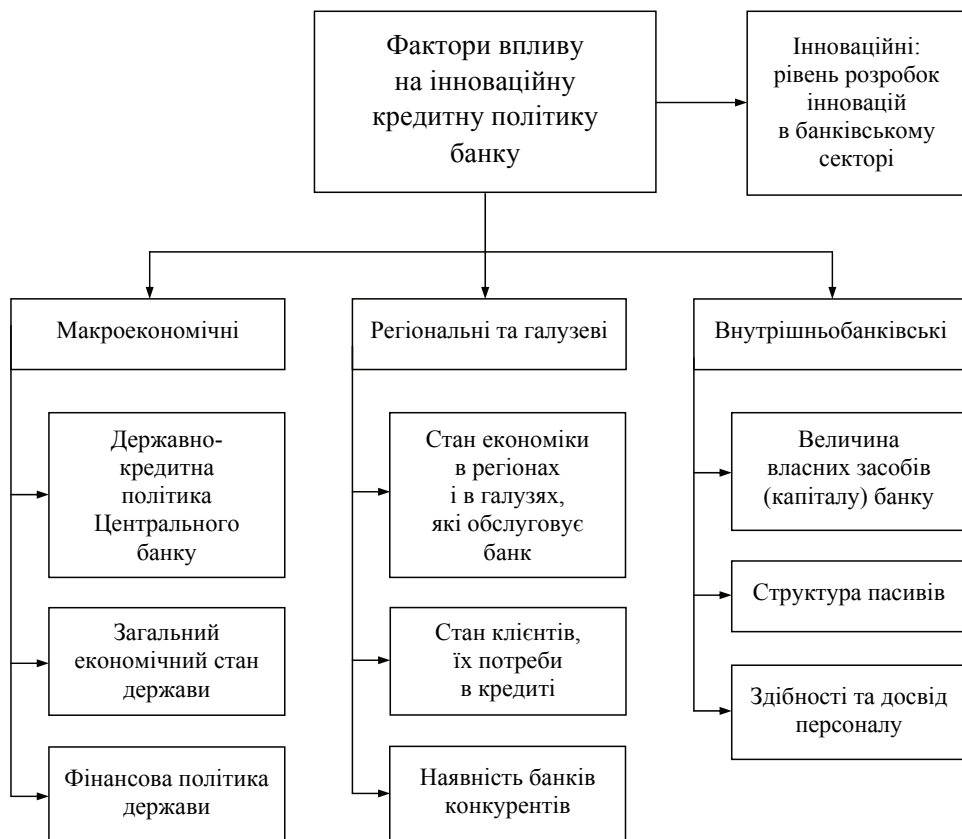 Фактори впливу
на інноваційну
кредитну політику
банку
Інноваційні:
рівень розробок
інновацій
в банківському
секторі
Макроекономічні
Регіональні та галузеві
Внутрішньобанківські
Державно-
кредитна
політика
Центрального
банку
Стан економіки
в регіонах
і в галузях,
які обслуговує
банк
Величина
власних засобів
(капіталу) банку
Структура пасивів
Загальний
економічний стан
держави
Стан клієнтів,
їх потреби
в кредиті
Здібності та досвід
персоналу
Фінансова політика
держави
Наявність банків
конкурентів